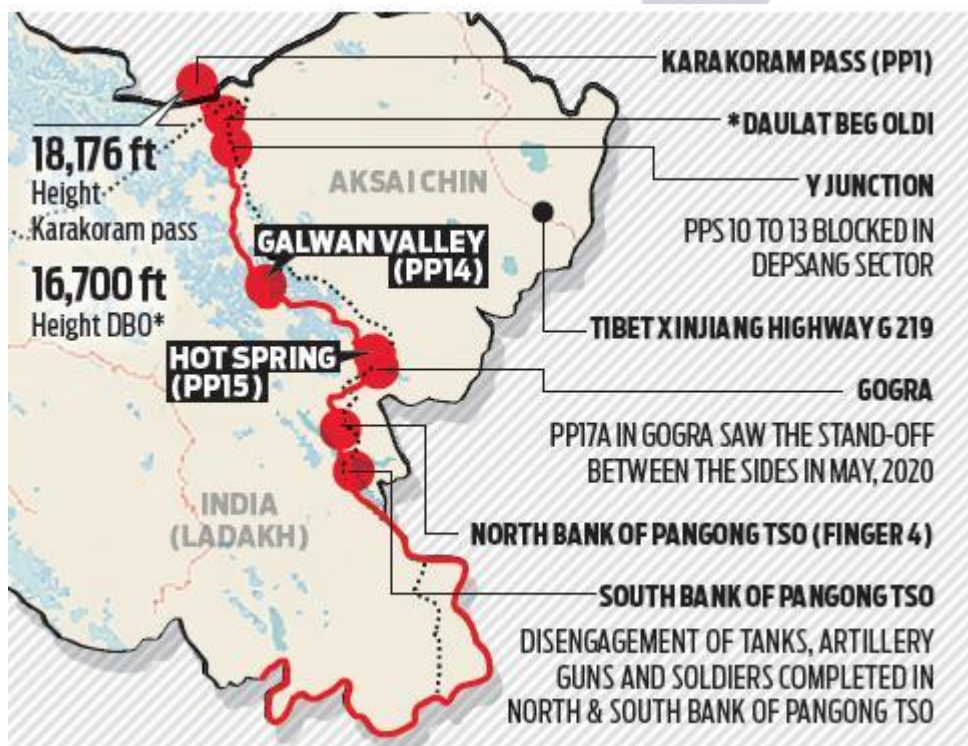 KARAKORAM PASS (PP1)
*DAULAT BEG OLDI
18,176 ft
Height
Karakoram pass
AKSAI CHIN
Y JUNCTION
PPS 10 TO 13 BLOCKED IN
DEPSANG SECTOR
GALWAN VALLEY
(PP14)
16,700 ft
Height DBO*
TIBET XINJIANG HIGHWAY G 219
HOT SPRING
(PP15)
GOGRA
PP17A IN GOGRA SAW THE STAND-OFF
BETWEEN THE SIDES IN MAY, 2020
INDIA
(LADAKH)
NORTH BANK OF PANGONG TSO (FINGER 4)
SOUTH BANK OF PANGONG TSO
DISENGAGEMENT OF TANKS, ARTILLERY
GUNS AND SOLDIERS COMPLETED IN
NORTH & SOUTH BANK OF PANGONG TSO